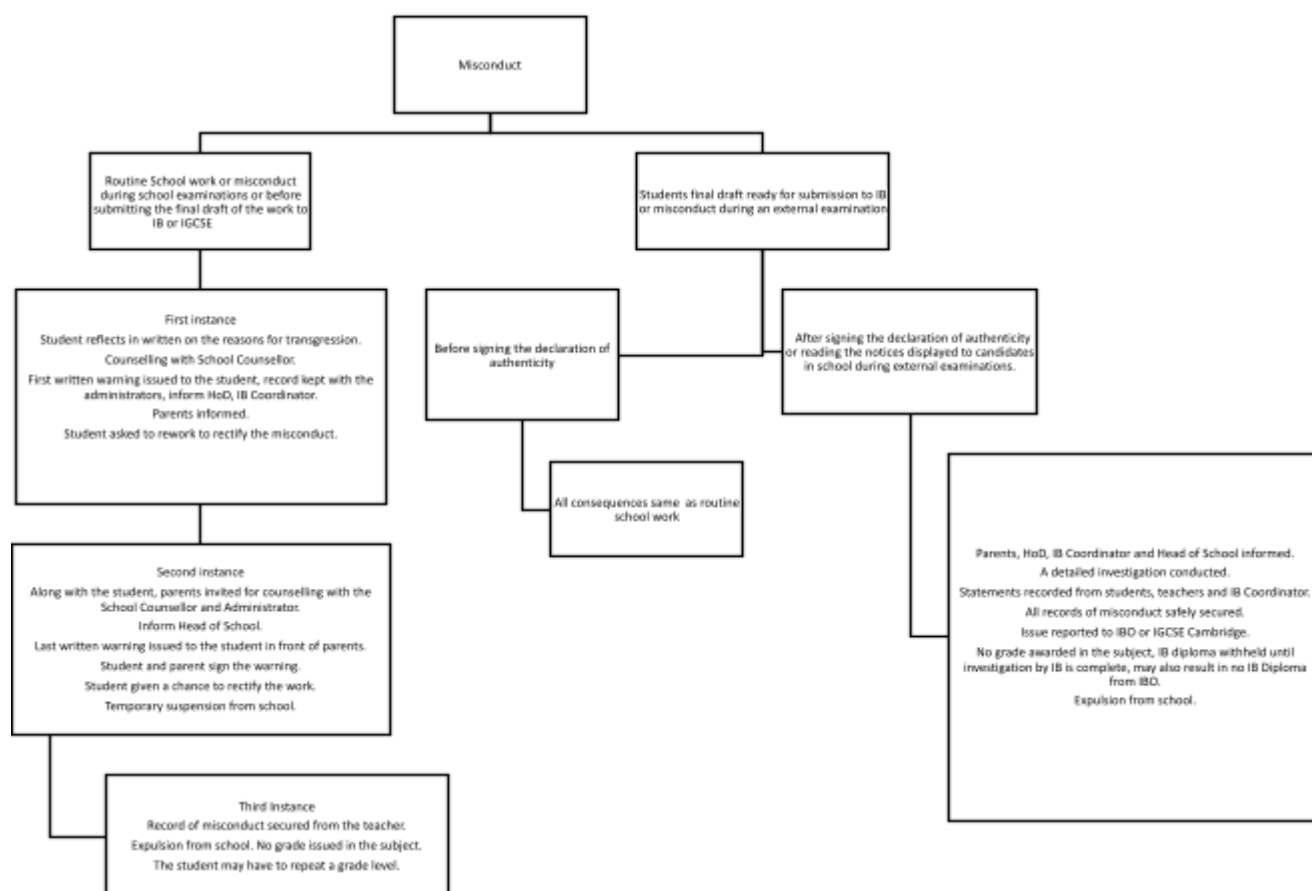 Misconduct
Routine School work or misconduct
during school examinations or before
submitting the final draft of the work to
IB or IGCSE
Students final draft ready for submission to IB
or misconduct during an external examination
First instance
Student reflects in written on the reasons for transgression.
Counselling with School Counsellor.
First written warning issued to the student, record kept with the
administrators, inform HoD, IB Coordinator.
Parents informed.
Student asked to rework to rectify the misconduct.
Before signing the declaration of
authenticity
After signing the declaration of authenticity
or reading the notices displayed to candidates
in school during external examinations.
All consequences same as routine
school work
Second instance
Along with the student, parents invited for counselling with the
School Counsellor and Administrator.
Inform Head of School.
Last written warning issued to the student in front of parents.
Student and parent sign the warning.
Student given a chance to rectify the work.
Temporary suspension from school.
Parents, HoD, IB Coordinator and Head of School informed.
A detailed investigation conducted.
Statements recorded from students, teachers and IB Coordinator.
All records of misconduct safely secured.
Issue reported to IBO or IGCSE Cambridge.
No grade awarded in the subject, IB diploma withheld until
investigation by IB is complete, may also result in no IB Diploma
from IBO.
Expulsion from school.
Third Instance
Record of misconduct secured from the teacher.
Expulsion from school. No grade issued in the subject.
The student may have to repeat a grade level.